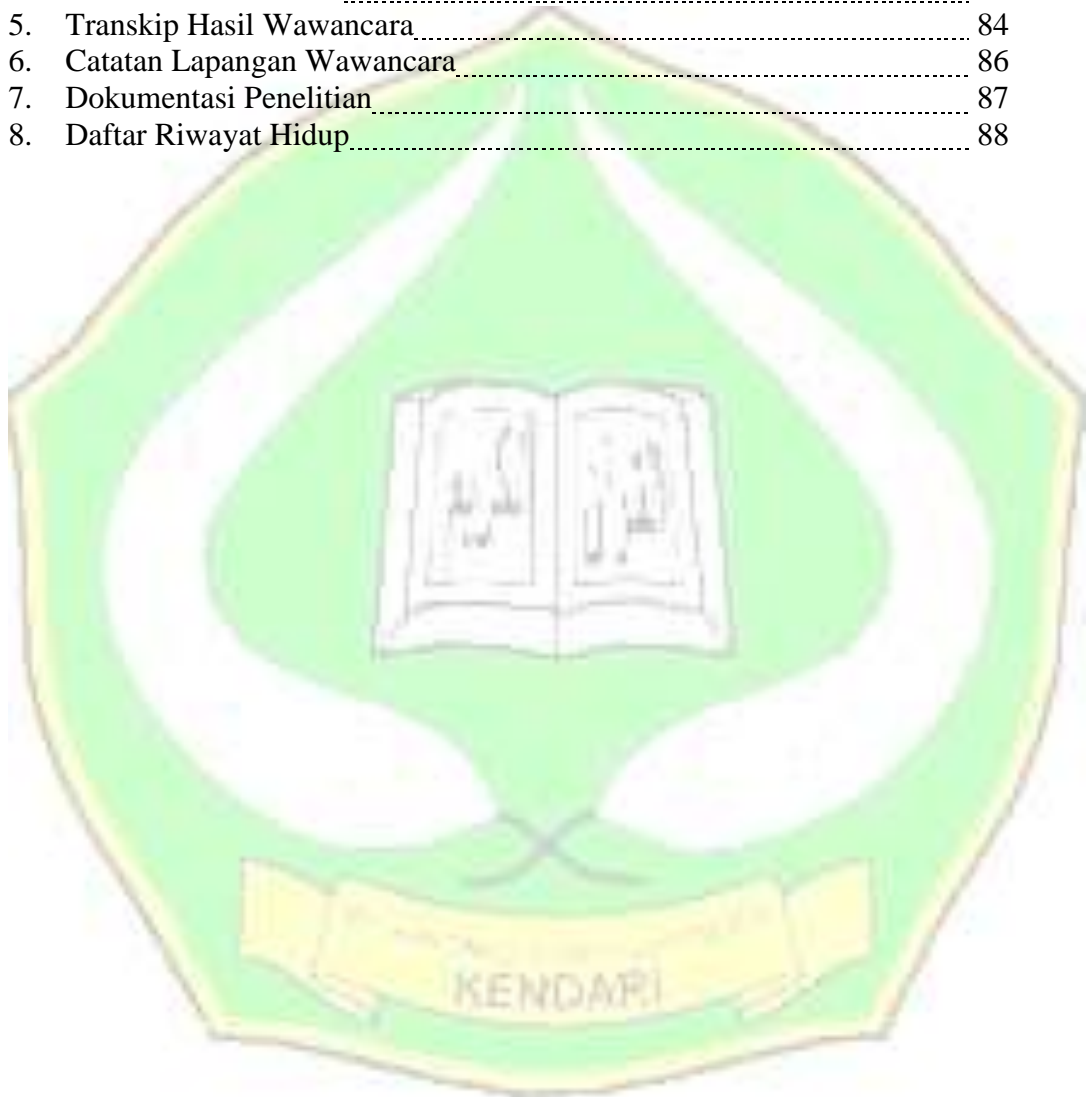 5. Transkip Hasil Wawancara 84
6. Catatan Lapangan Wawancara 86
7. Dokumentasi Penelitian 87
8. Daftar Riwayat Hidup 88
KENDARI